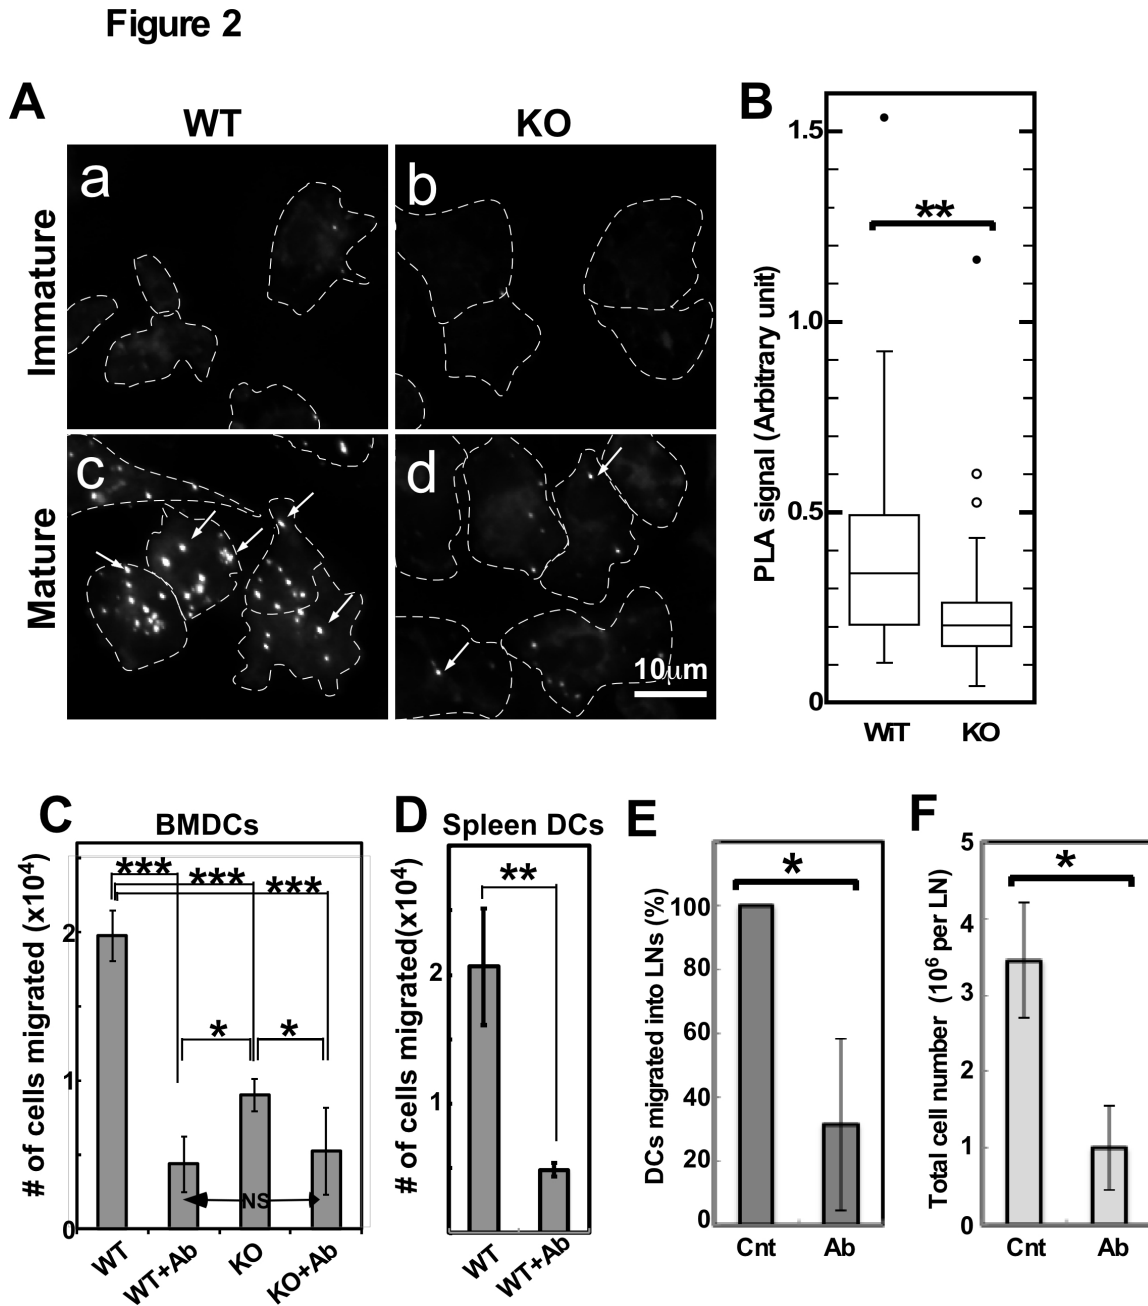 Figure 2
A
WT
KO
Immature
Mature
a
b
c
d
10μm
B
PLA signal (Arbitrary unit)
1.5
1.0
0.5
0
**
WiT
KO
C
BMDCs
# of cells migrated (x10⁴)
2
1
0
***
***
***
*
*
NS
WT
WT+Ab
KO
KO+Ab
D
Spleen DCs
# of cells migrated(x10⁴)
2
1
**
WT
WT+Ab
E
DCs migrated into LNs (%)
100
80
60
40
20
0
*
Cnt
Ab
F
Total cell number (10⁶ per LN)
5
4
3
2
1
0
*
Cnt
Ab